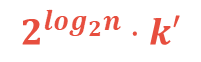 2^{log_2 n} · k′